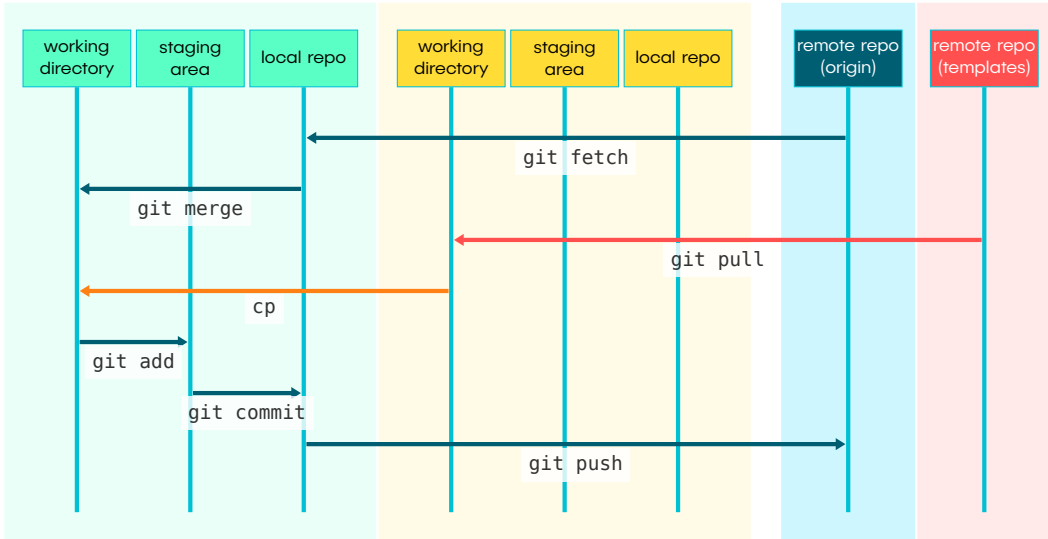 working
directory
staging
area
local repo
working
directory
staging
area
local repo
remote repo
(origin)
remote repo
(templates)
git fetch
git merge
git pull
cp
git add
git commit
git push